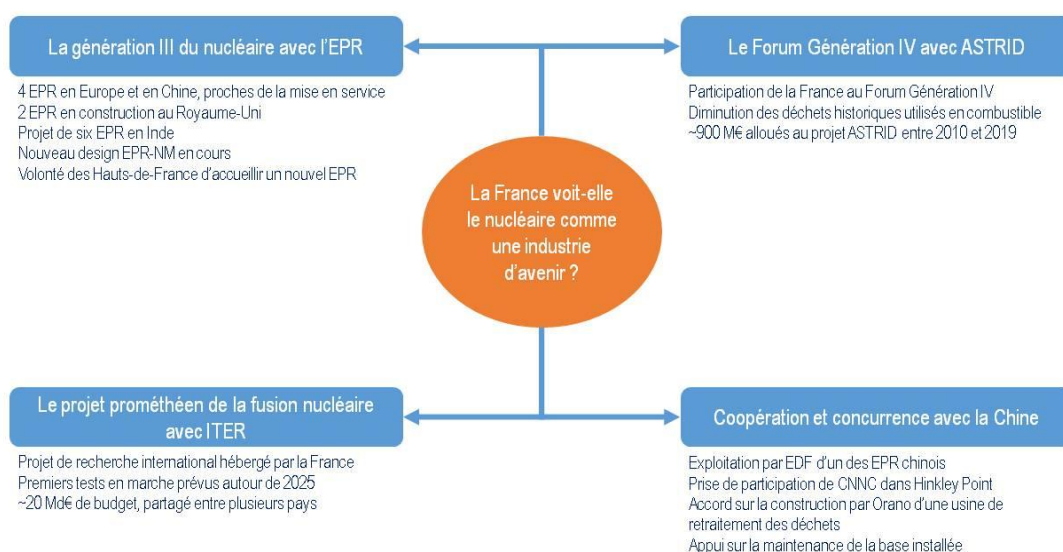 La génération III du nucléaire avec l'EPR
4 EPR en Europe et en Chine, proches de la mise en service
2 EPR en construction au Royaume-Uni
Projet de six EPR en Inde
Nouveau design EPR-NM en cours
Volonté des Hauts-de-France d'accueillir un nouvel EPR
Le Forum Génération IV avec ASTRID
Participation de la France au Forum Génération IV
Diminution des déchets historiques utilisés en combustible
~900 M€ alloués au projet ASTRID entre 2010 et 2019
La France voit-elle
le nucléaire comme
une industrie
d'avenir ?
Le projet prométhéen de la fusion nucléaire
avec ITER
Projet de recherche international hébergé par la France
Premiers tests en marche prévus autour de 2025
~20 Md€ de budget, partagé entre plusieurs pays
Coopération et concurrence avec la Chine
Exploitation par EDF d'un des EPR chinois
Prise de participation de CNNC dans Hinkley Point
Accord sur la construction par Orano d'une usine de
retraitement des déchets
Appui sur la maintenance de la base installée